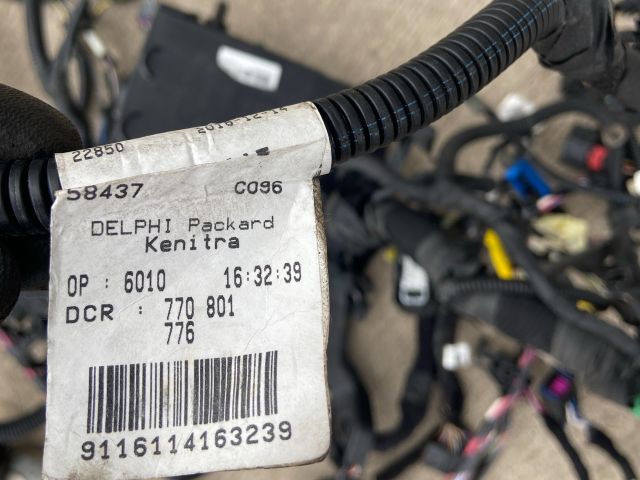 22850
58437 C096
DELPHI Packard
Kenitra
OP : 6010 16:32:39
DCR : 770 801
776
9116114163239